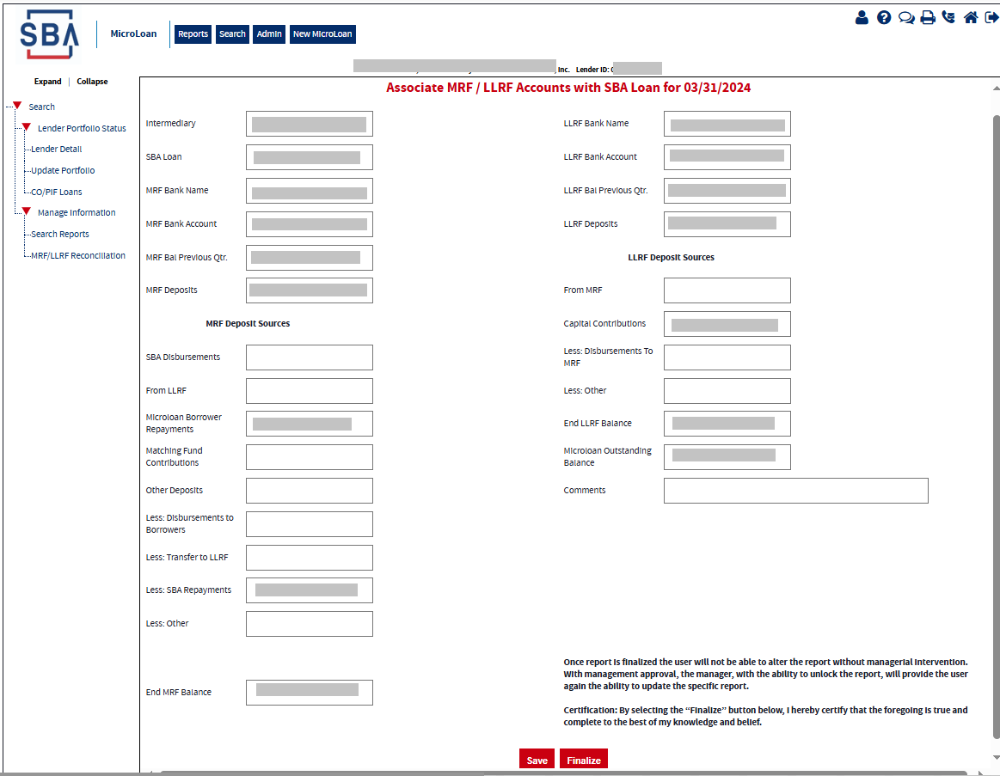 SBA
MicroLoan
Reports
Search
Admin
New MicroLoan
Inc. Lender ID:
Expand | Collapse
Associate MRF / LLRF Accounts with SBA Loan for 03/31/2024
Search
Lender Portfolio Status
Lender Detail
Update Portfolio
CO/PIF Loans
Manage Information
Search Reports
MRF/LLRF Reconciliation
Intermediary
SBA Loan
MRF Bank Name
MRF Bank Account
MRF Bal Previous Qtr.
MRF Deposits
MRF Deposit Sources
SBA Disbursements
From LLRF
Microloan Borrower
Repayments
Matching Fund
Contributions
Other Deposits
Less: Disbursements to
Borrowers
Less: Transfer to LLRF
Less: SBA Repayments
Less: Other
End MRF Balance
LLRF Bank Name
LLRF Bank Account
LLRF Bal Previous Qtr.
LLRF Deposits
LLRF Deposit Sources
From MRF
Capital Contributions
Less: Disbursements To
MRF
Less: Other
End LLRF Balance
Microloan Outstanding
Balance
Comments
Once report is finalized the user will not be able to alter the report without managerial intervention.
With management approval, the manager, with the ability to unlock the report, will provide the user
again the ability to update the specific report.
Certification: By selecting the “Finalize” button below, I hereby certify that the foregoing is true and
complete to the best of my knowledge and belief.
Save
Finalize